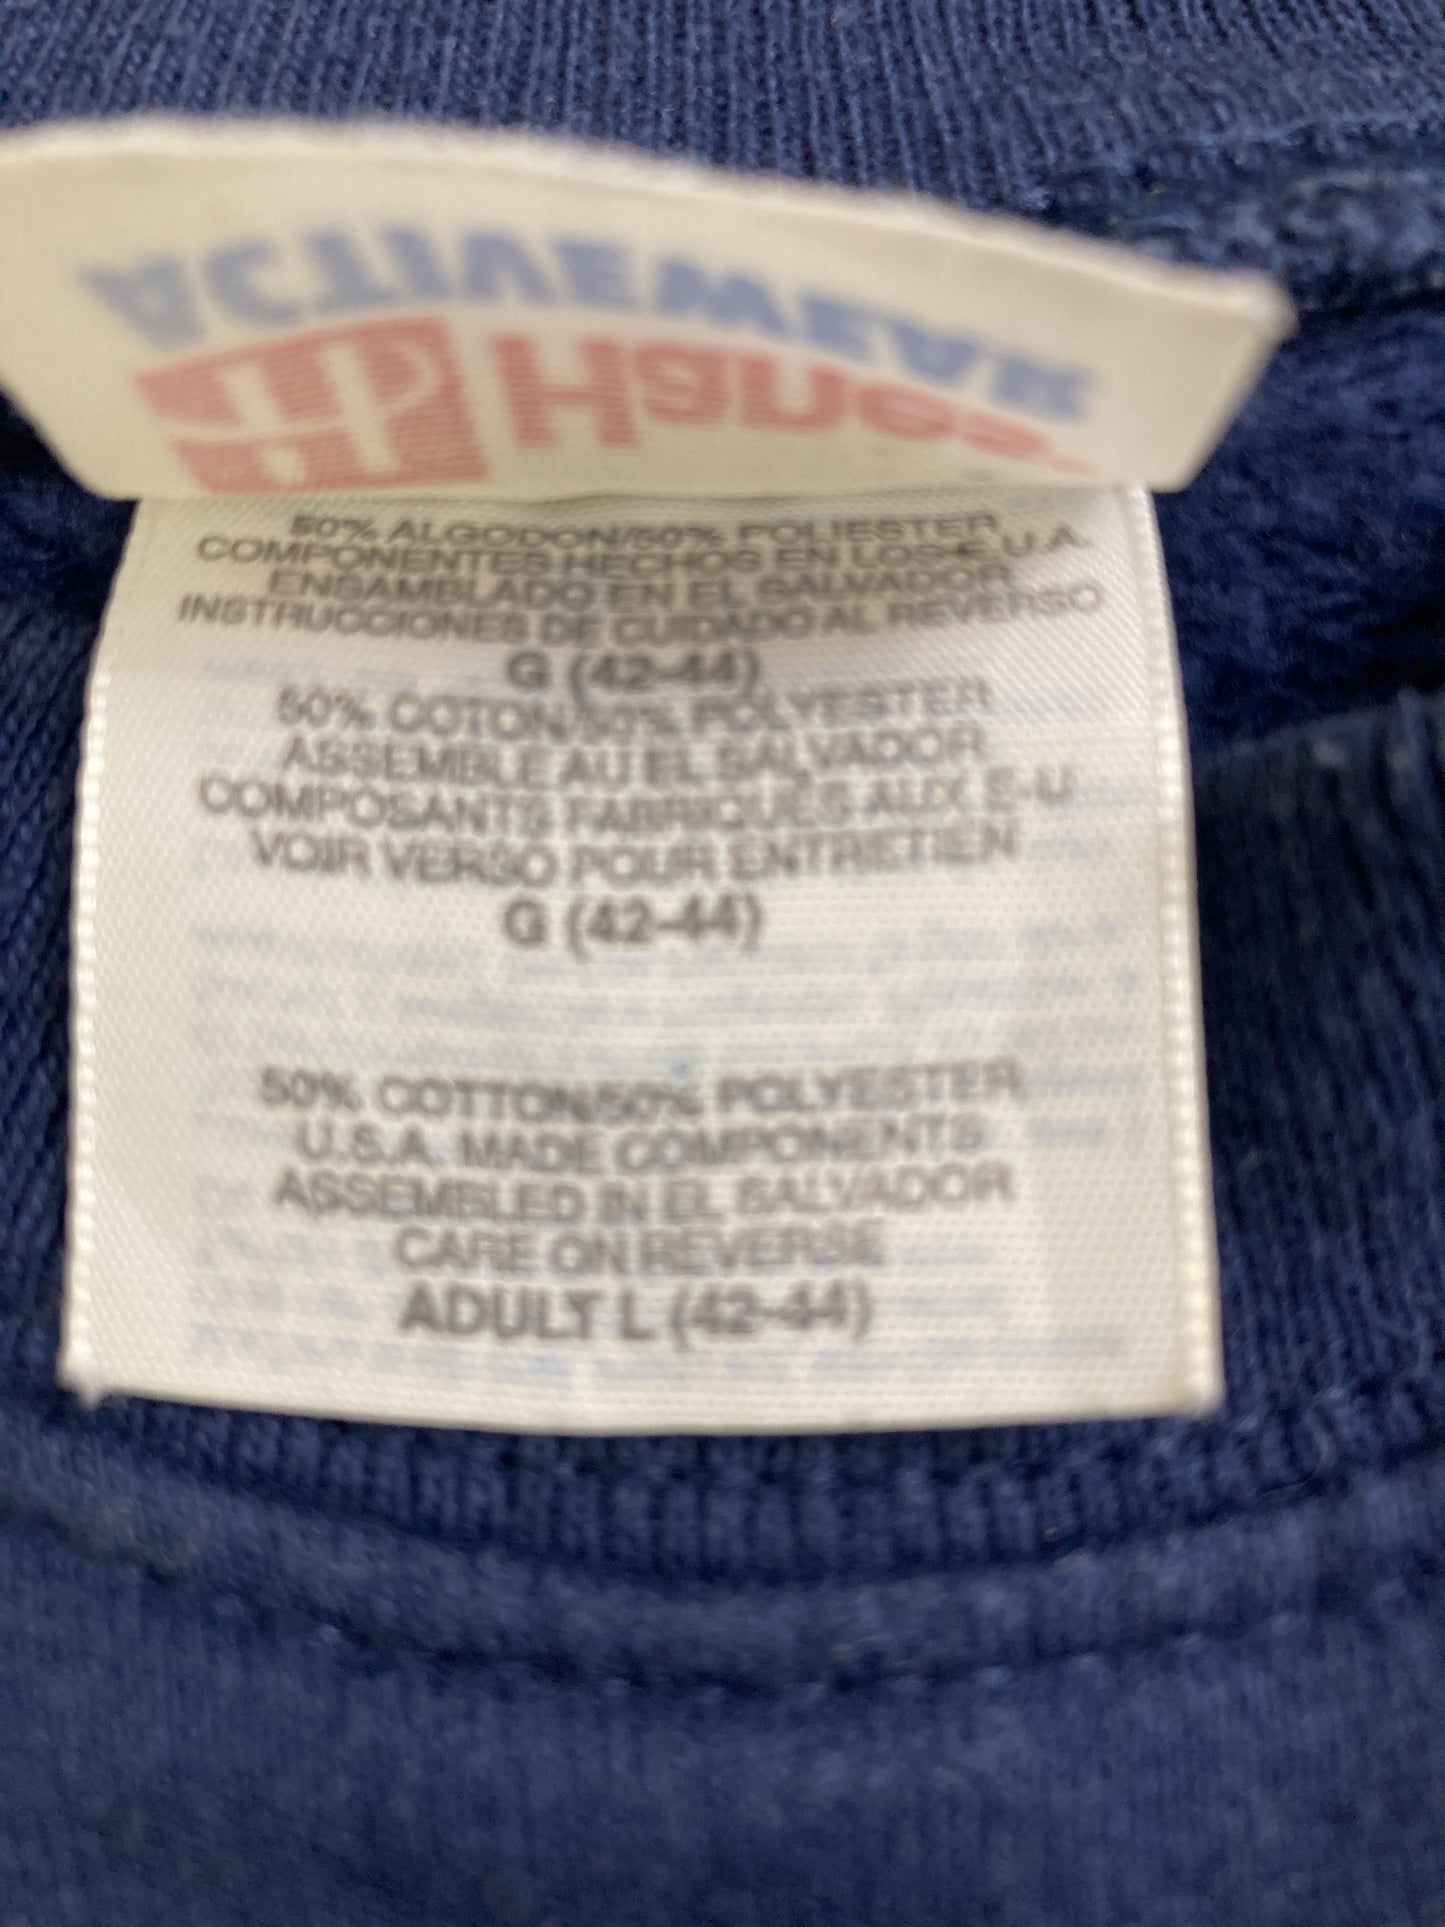 ACTIVEWEAR
Hanes
50% ALGODON/50% POLIESTER
COMPONENTES HECHOS EN LOS E.U.A.
ENSAMBLADO EN EL SALVADOR
INSTRUCCIONES DE CUIDADO AL REVERSO
G (42-44)
50% COTON/50% POLYESTER
ASSEMBLE AU EL SALVADOR
COMPOSANTS FABRIQUES AUX E-U
VOIR VERSO POUR ENTRETIEN
G (42-44)
50% COTTON/50% POLYESTER
U.S.A. MADE COMPONENTS
ASSEMBLED IN EL SALVADOR
CARE ON REVERSE
ADULT L (42-44)